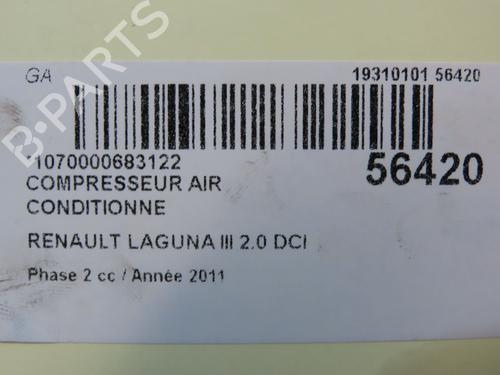 GA 19310101 56420
*1070000683122 56420
COMPRESSEUR AIR
CONDITIONNE
RENAULT LAGUNA III 2.0 DCI
Phase 2 cc / Année 2011
B-PARTS